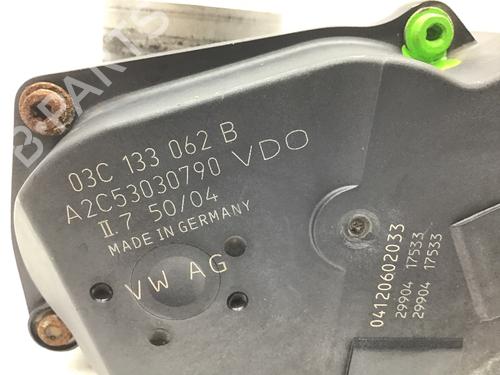 B-PARTS
03C 133 062 B
A2C53030790 VDO
II.7 50/04
MADE IN GERMANY
VW AG
04120602033
29904 17533
29904 17533